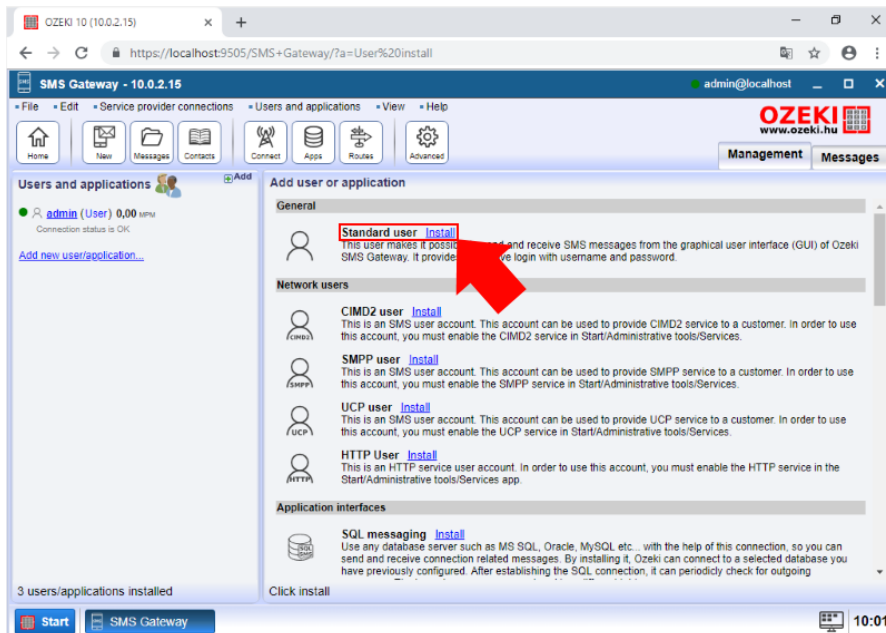 OZEKI 10 (10.0.2.15)
https://localhost:9505/SMS+Gateway/?a=User%20install
SMS Gateway - 10.0.2.15
admin@localhost
File Edit Service provider connections Users and applications View Help
Home New Messages Contacts Connect Apps Routes Advanced
OZEKI
www.ozeki.hu
Management Messages
Users and applications
Add
admin (User) 0,00 MPM
Connection status is OK
Add new user/application...
3 users/applications installed
Add user or application
General
Standard user Install
This user makes it and receive SMS messages from the graphical user interface (GUI) of Ozeki
SMS Gateway. It provides login with username and password.
Network users
CIMD2
CIMD2 user Install
This is an SMS user account. This account can be used to provide CIMD2 service to a customer. In order to use
this account, you must enable the CIMD2 service in Start/Administrative tools/Services.
SMPP
SMPP user Install
This is an SMS user account. This account can be used to provide SMPP service to a customer. In order to use
this account, you must enable the SMPP service in Start/Administrative tools/Services.
UCP
UCP user Install
This is an SMS user account. This account can be used to provide UCP service to a customer. In order to use
this account, you must enable the UCP service in Start/Administrative tools/Services.
HTTP
HTTP User Install
This is an HTTP service user account. In order to use this account, you must enable the HTTP service in the
Start/Administrative tools/Services app.
Application interfaces
SQL
SMS
SQL messaging Install
Use any database server such as MS SQL, Oracle, MySQL etc... with the help of this connection, so you can
send and receive connection related messages. By installing it, Ozeki can connect to a selected database you
have previously configured. After establishing the SQL connection, it can periodicly check for outgoing
Click install
Start SMS Gateway 10:01